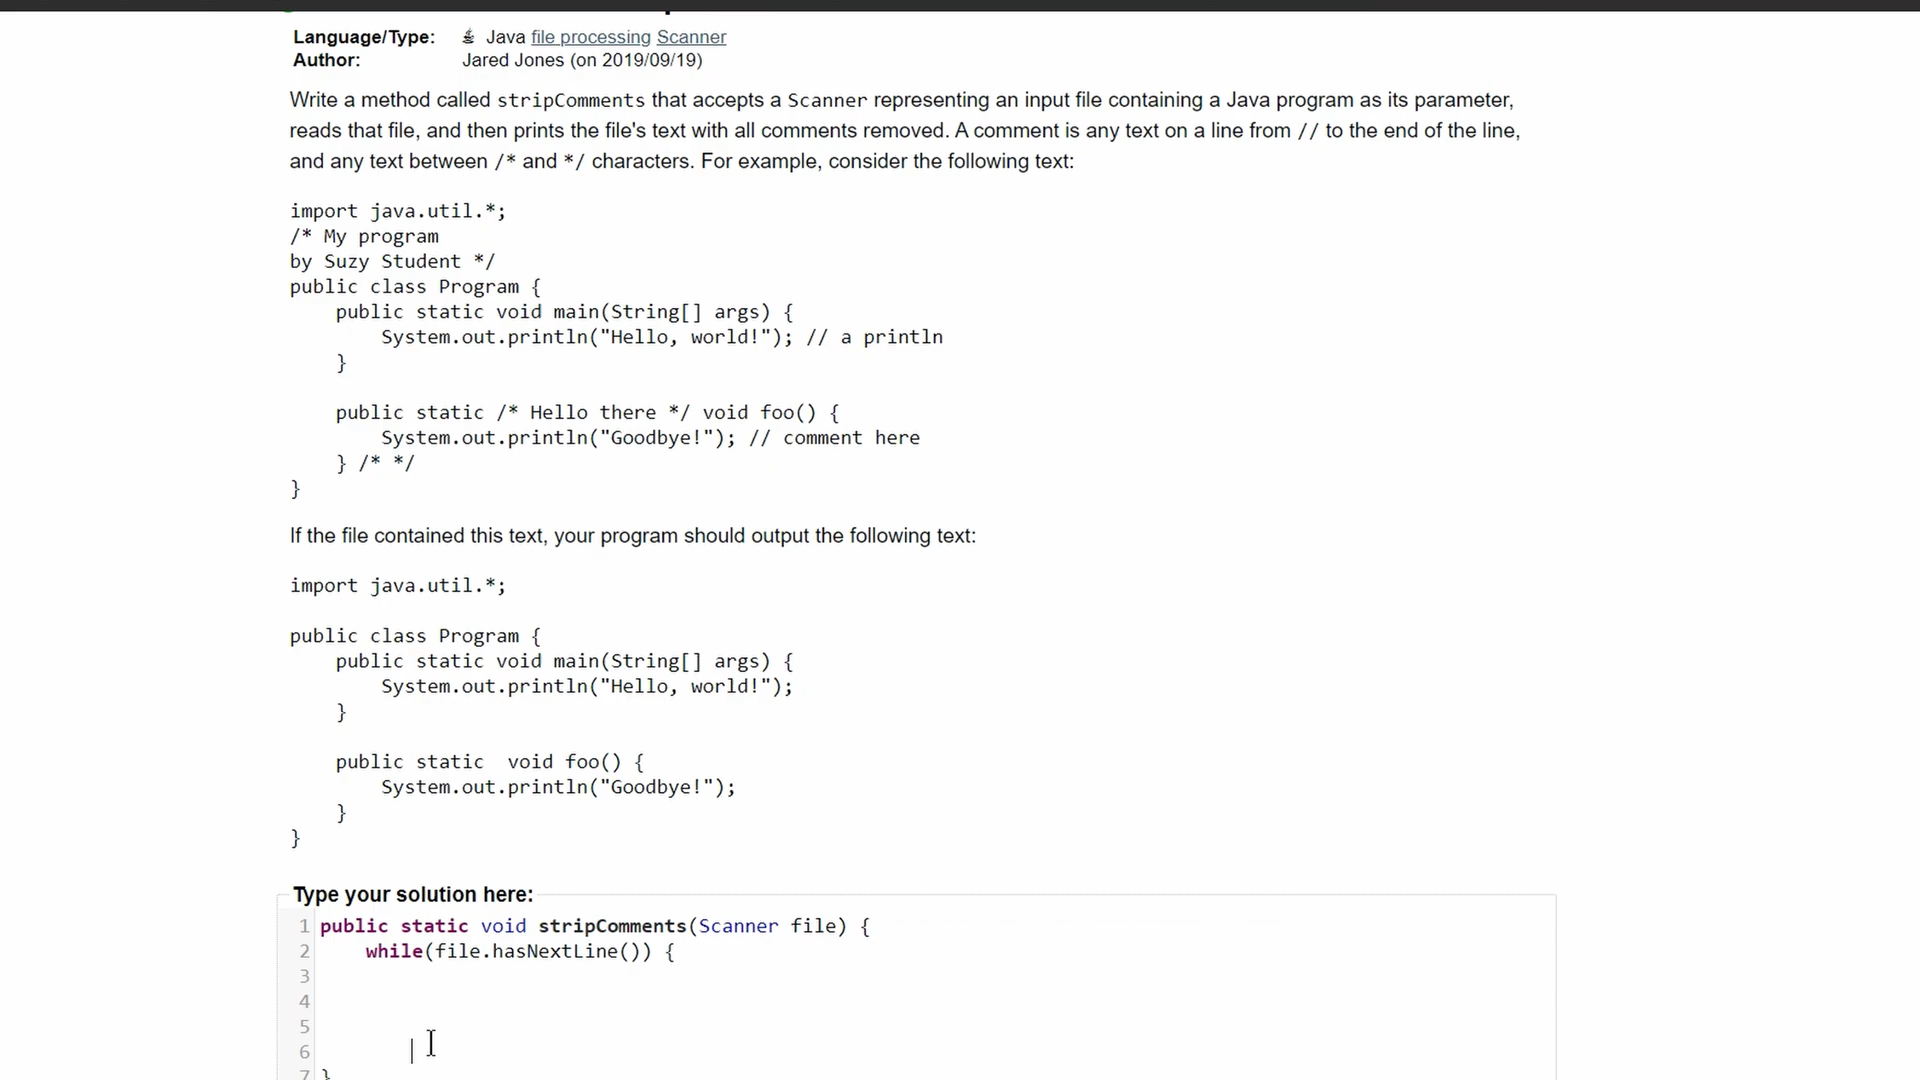 Language/Type: Java file processing Scanner
Author: Jared Jones (on 2019/09/19)
Write a method called stripComments that accepts a Scanner representing an input file containing a Java program as its parameter,
reads that file, and then prints the file's text with all comments removed. A comment is any text on a line from // to the end of the line,
and any text between /* and */ characters. For example, consider the following text:
import java.util.*;
/* My program
by Suzy Student */
public class Program {
    public static void main(String[] args) {
        System.out.println("Hello, world!"); // a println
    }
    public static /* Hello there */ void foo() {
        System.out.println("Goodbye!"); // comment here
    } /* */
}
If the file contained this text, your program should output the following text:
import java.util.*;
public class Program {
    public static void main(String[] args) {
        System.out.println("Hello, world!");
    }
    public static  void foo() {
        System.out.println("Goodbye!");
    }
}
Type your solution here:
1 public static void stripComments(Scanner file) {
2     while(file.hasNextLine()) {
3
4
5
6
7 }